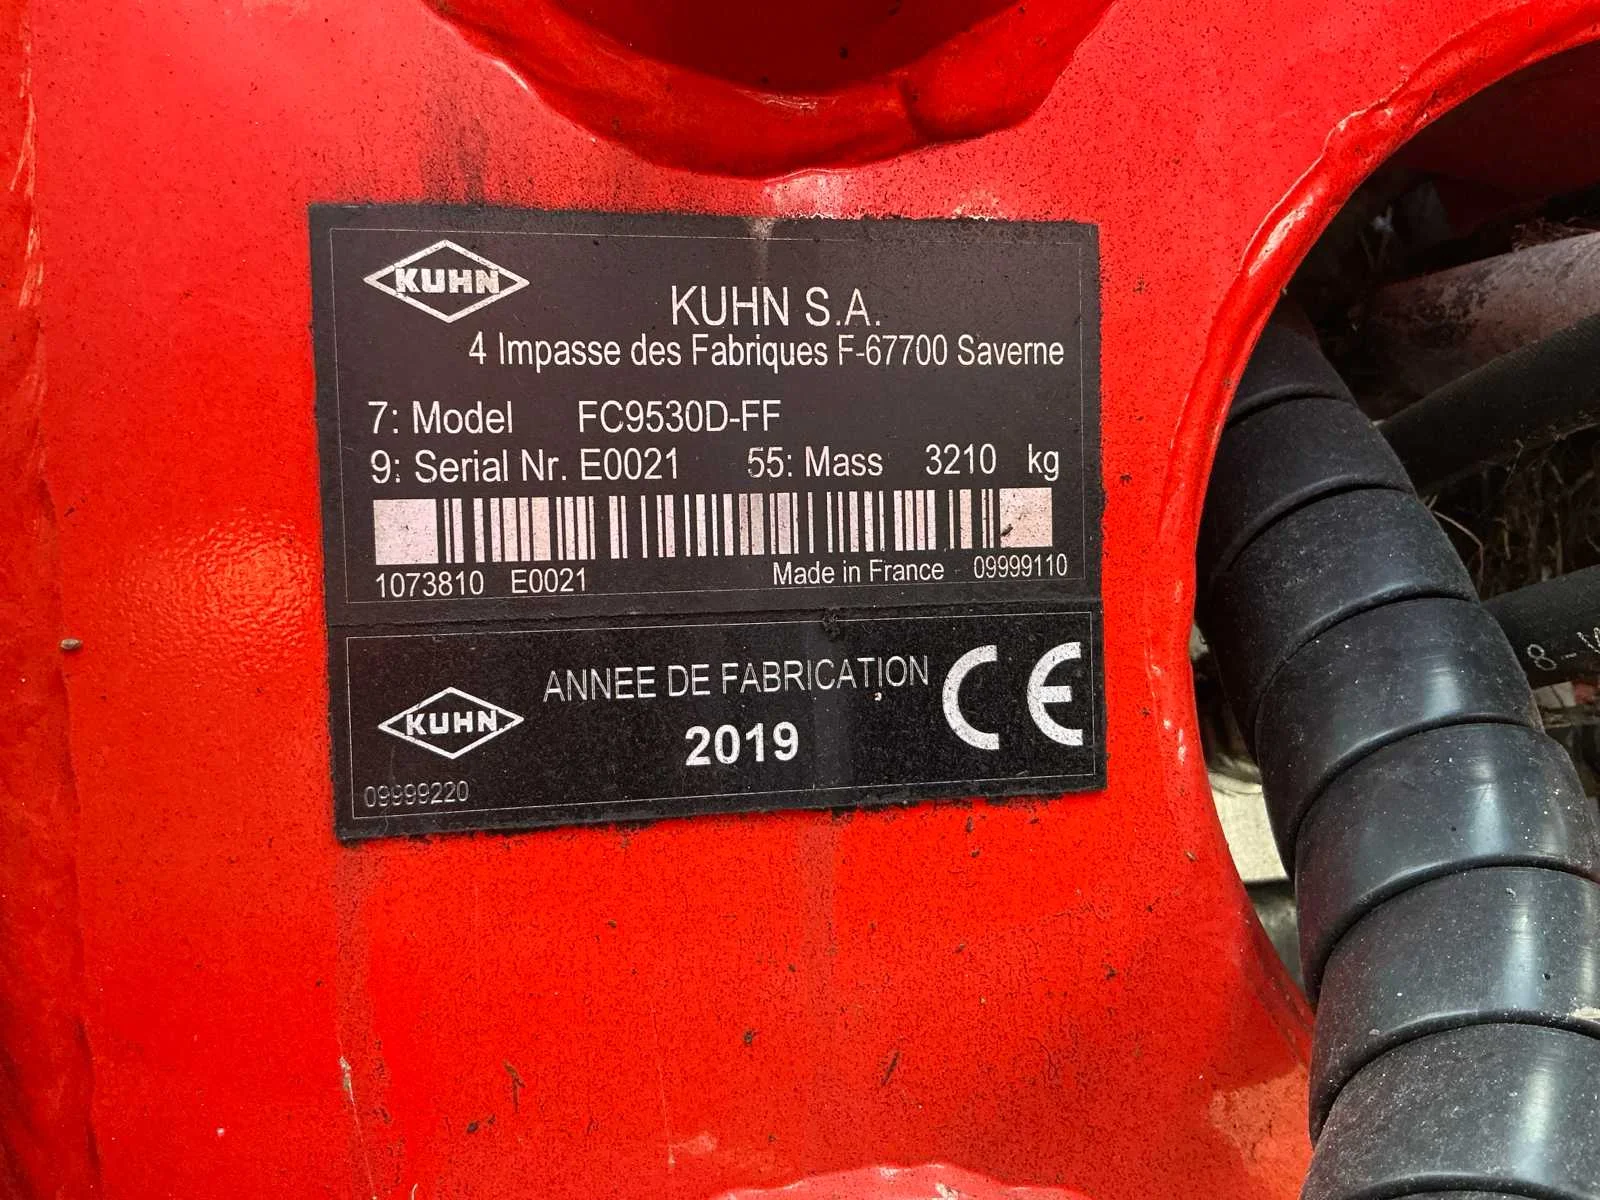 KUHN
KUHN S.A.
4 Impasse des Fabriques F-67700 Saverne
7: Model FC9530D-FF
9: Serial Nr. E0021 55: Mass 3210 kg
1073810 E0021 Made in France 09999110
ANNEE DE FABRICATION
KUHN
2019
CE
09999220
8-